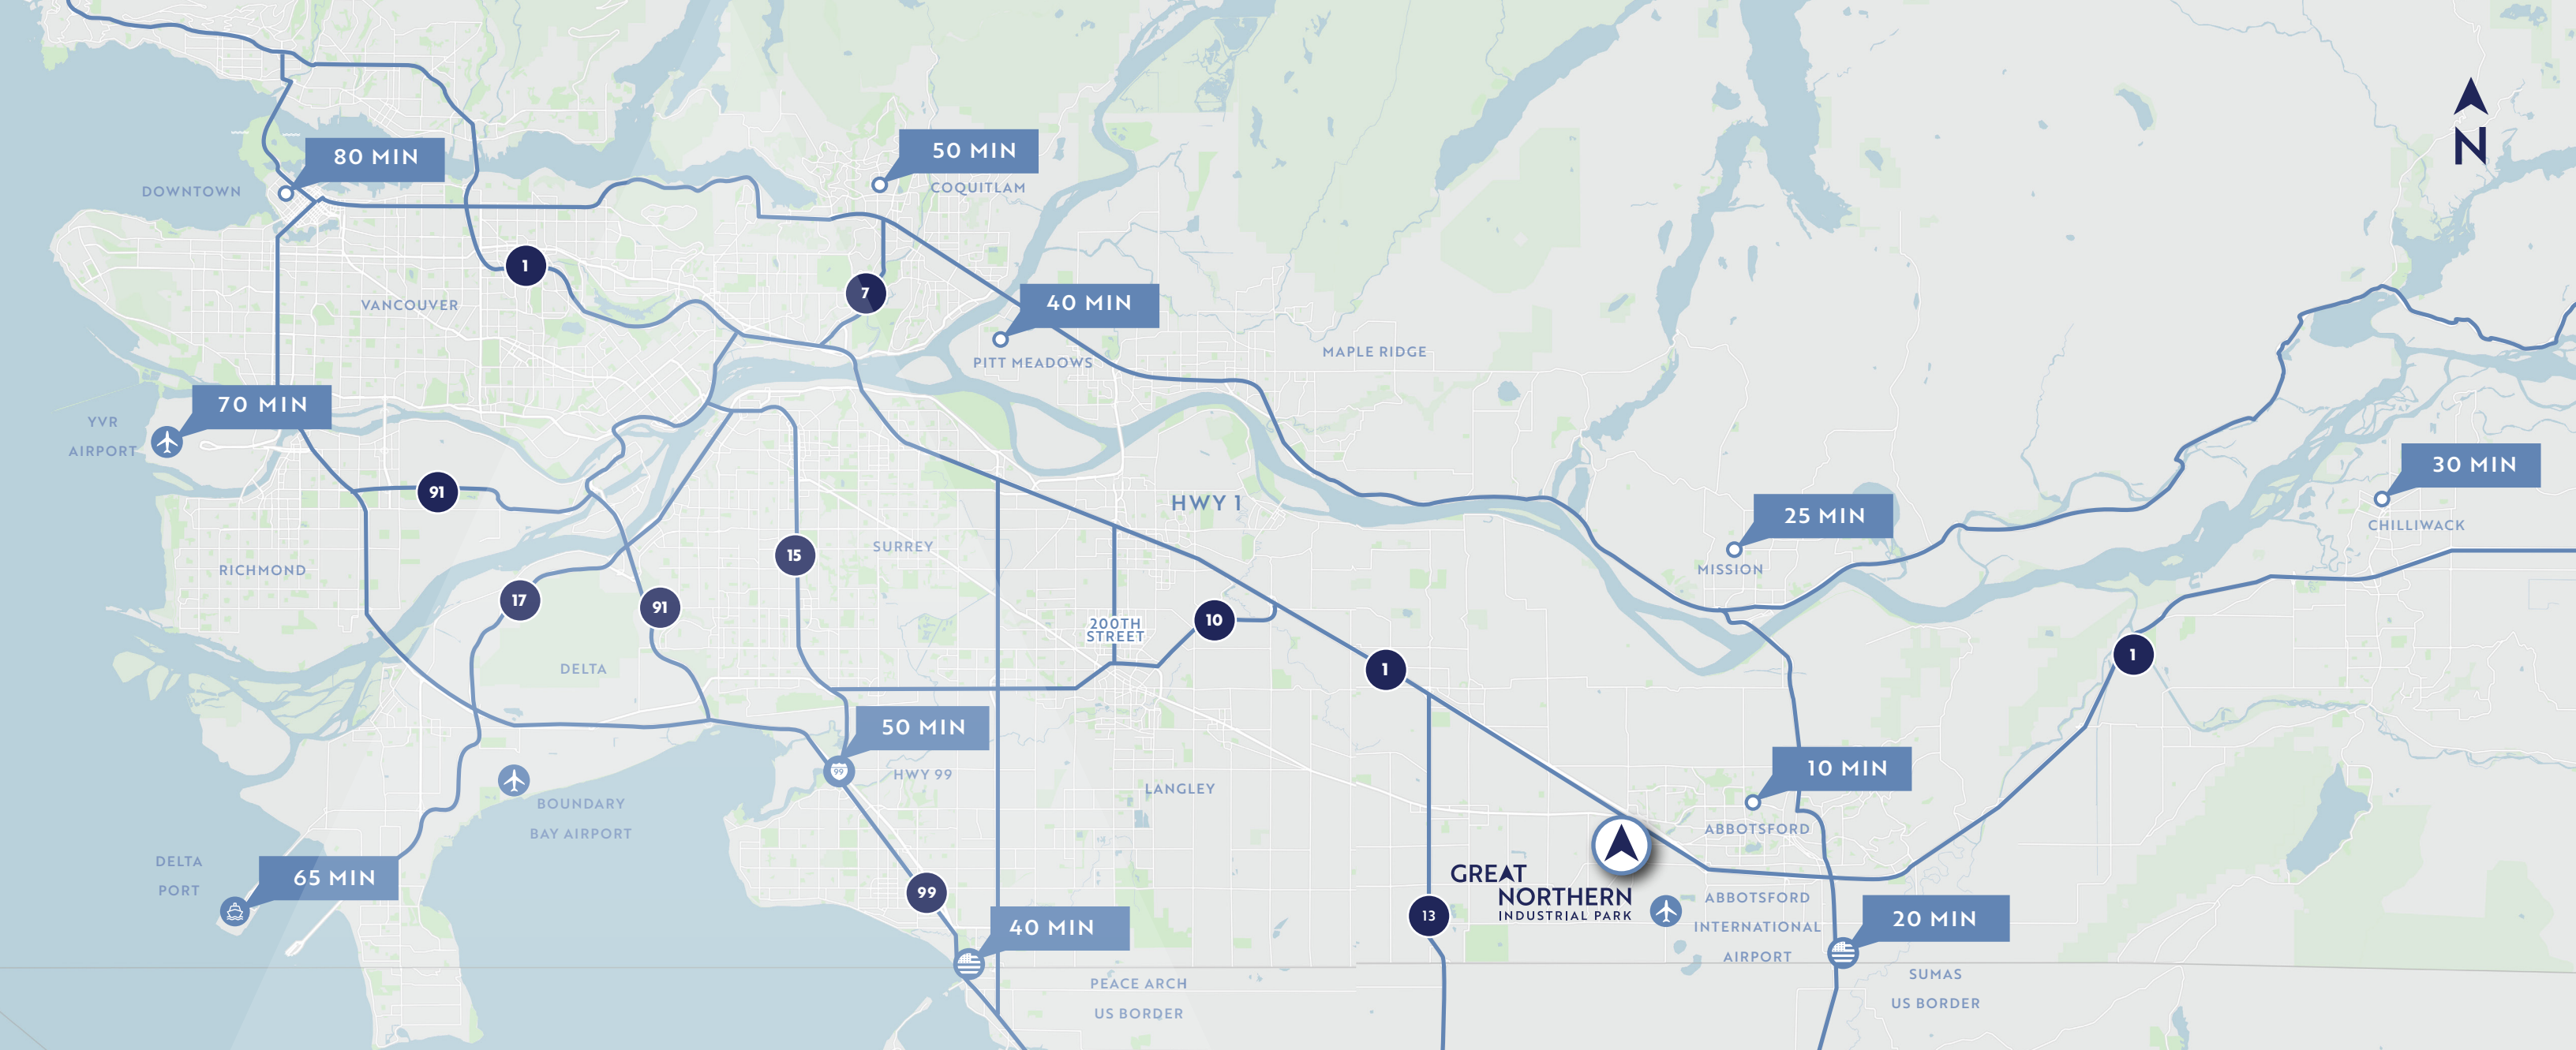 N
80 MIN
DOWNTOWN
50 MIN
COQUITLAM
1
7
VANCOUVER
40 MIN
PITT MEADOWS
MAPLE RIDGE
70 MIN
YVR
AIRPORT
91
HWY 1
30 MIN
CHILLIWACK
25 MIN
MISSION
15
SURREY
RICHMOND
17
91
200TH
STREET
10
1
1
DELTA
50 MIN
99
HWY 99
LANGLEY
10 MIN
ABBOTSFORD
BOUNDARY
BAY AIRPORT
DELTA
PORT
65 MIN
99
GREAT
NORTHERN
INDUSTRIAL PARK
13
ABBOTSFORD
INTERNATIONAL
AIRPORT
40 MIN
PEACE ARCH
US BORDER
20 MIN
SUMAS
US BORDER